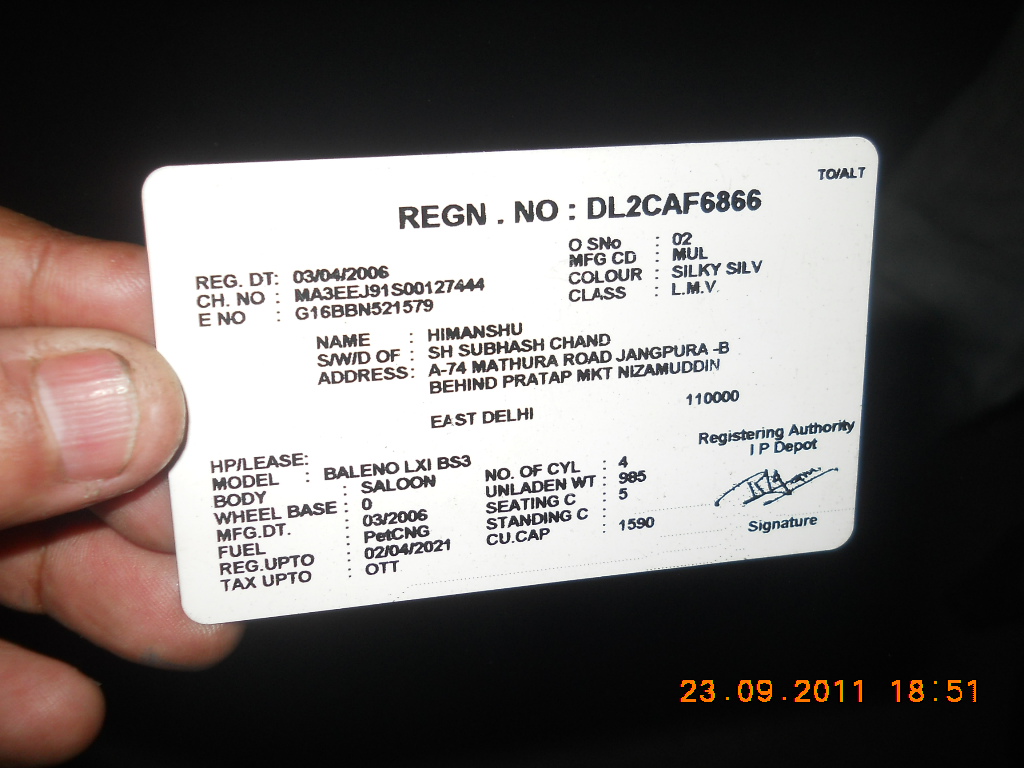 TO/ALT
REGN . NO : DL2CAF6866
REG. DT: 03/04/2006
CH. NO : MA3EEJ91S00127444
E NO : G16BBN521579
O SNo : 02
MFG CD : MUL
COLOUR : SILKY SILV
CLASS : L.M.V.
NAME : HIMANSHU
S/W/D OF : SH SUBHASH CHAND
ADDRESS: A-74 MATHURA ROAD JANGPURA -B
BEHIND PRATAP MKT NIZAMUDDIN
EAST DELHI 110000
HP/LEASE:
MODEL : BALENO LXI BS3
BODY : SALOON
WHEEL BASE : 0
MFG.DT. : 03/2006
FUEL : PetCNG
REG.UPTO : 02/04/2021
TAX UPTO : OTT
NO. OF CYL : 4
UNLADEN WT : 985
SEATING C : 5
STANDING C :
CU.CAP : 1590
Registering Authority
I P Depot
Signature
23.09.2011 18:51